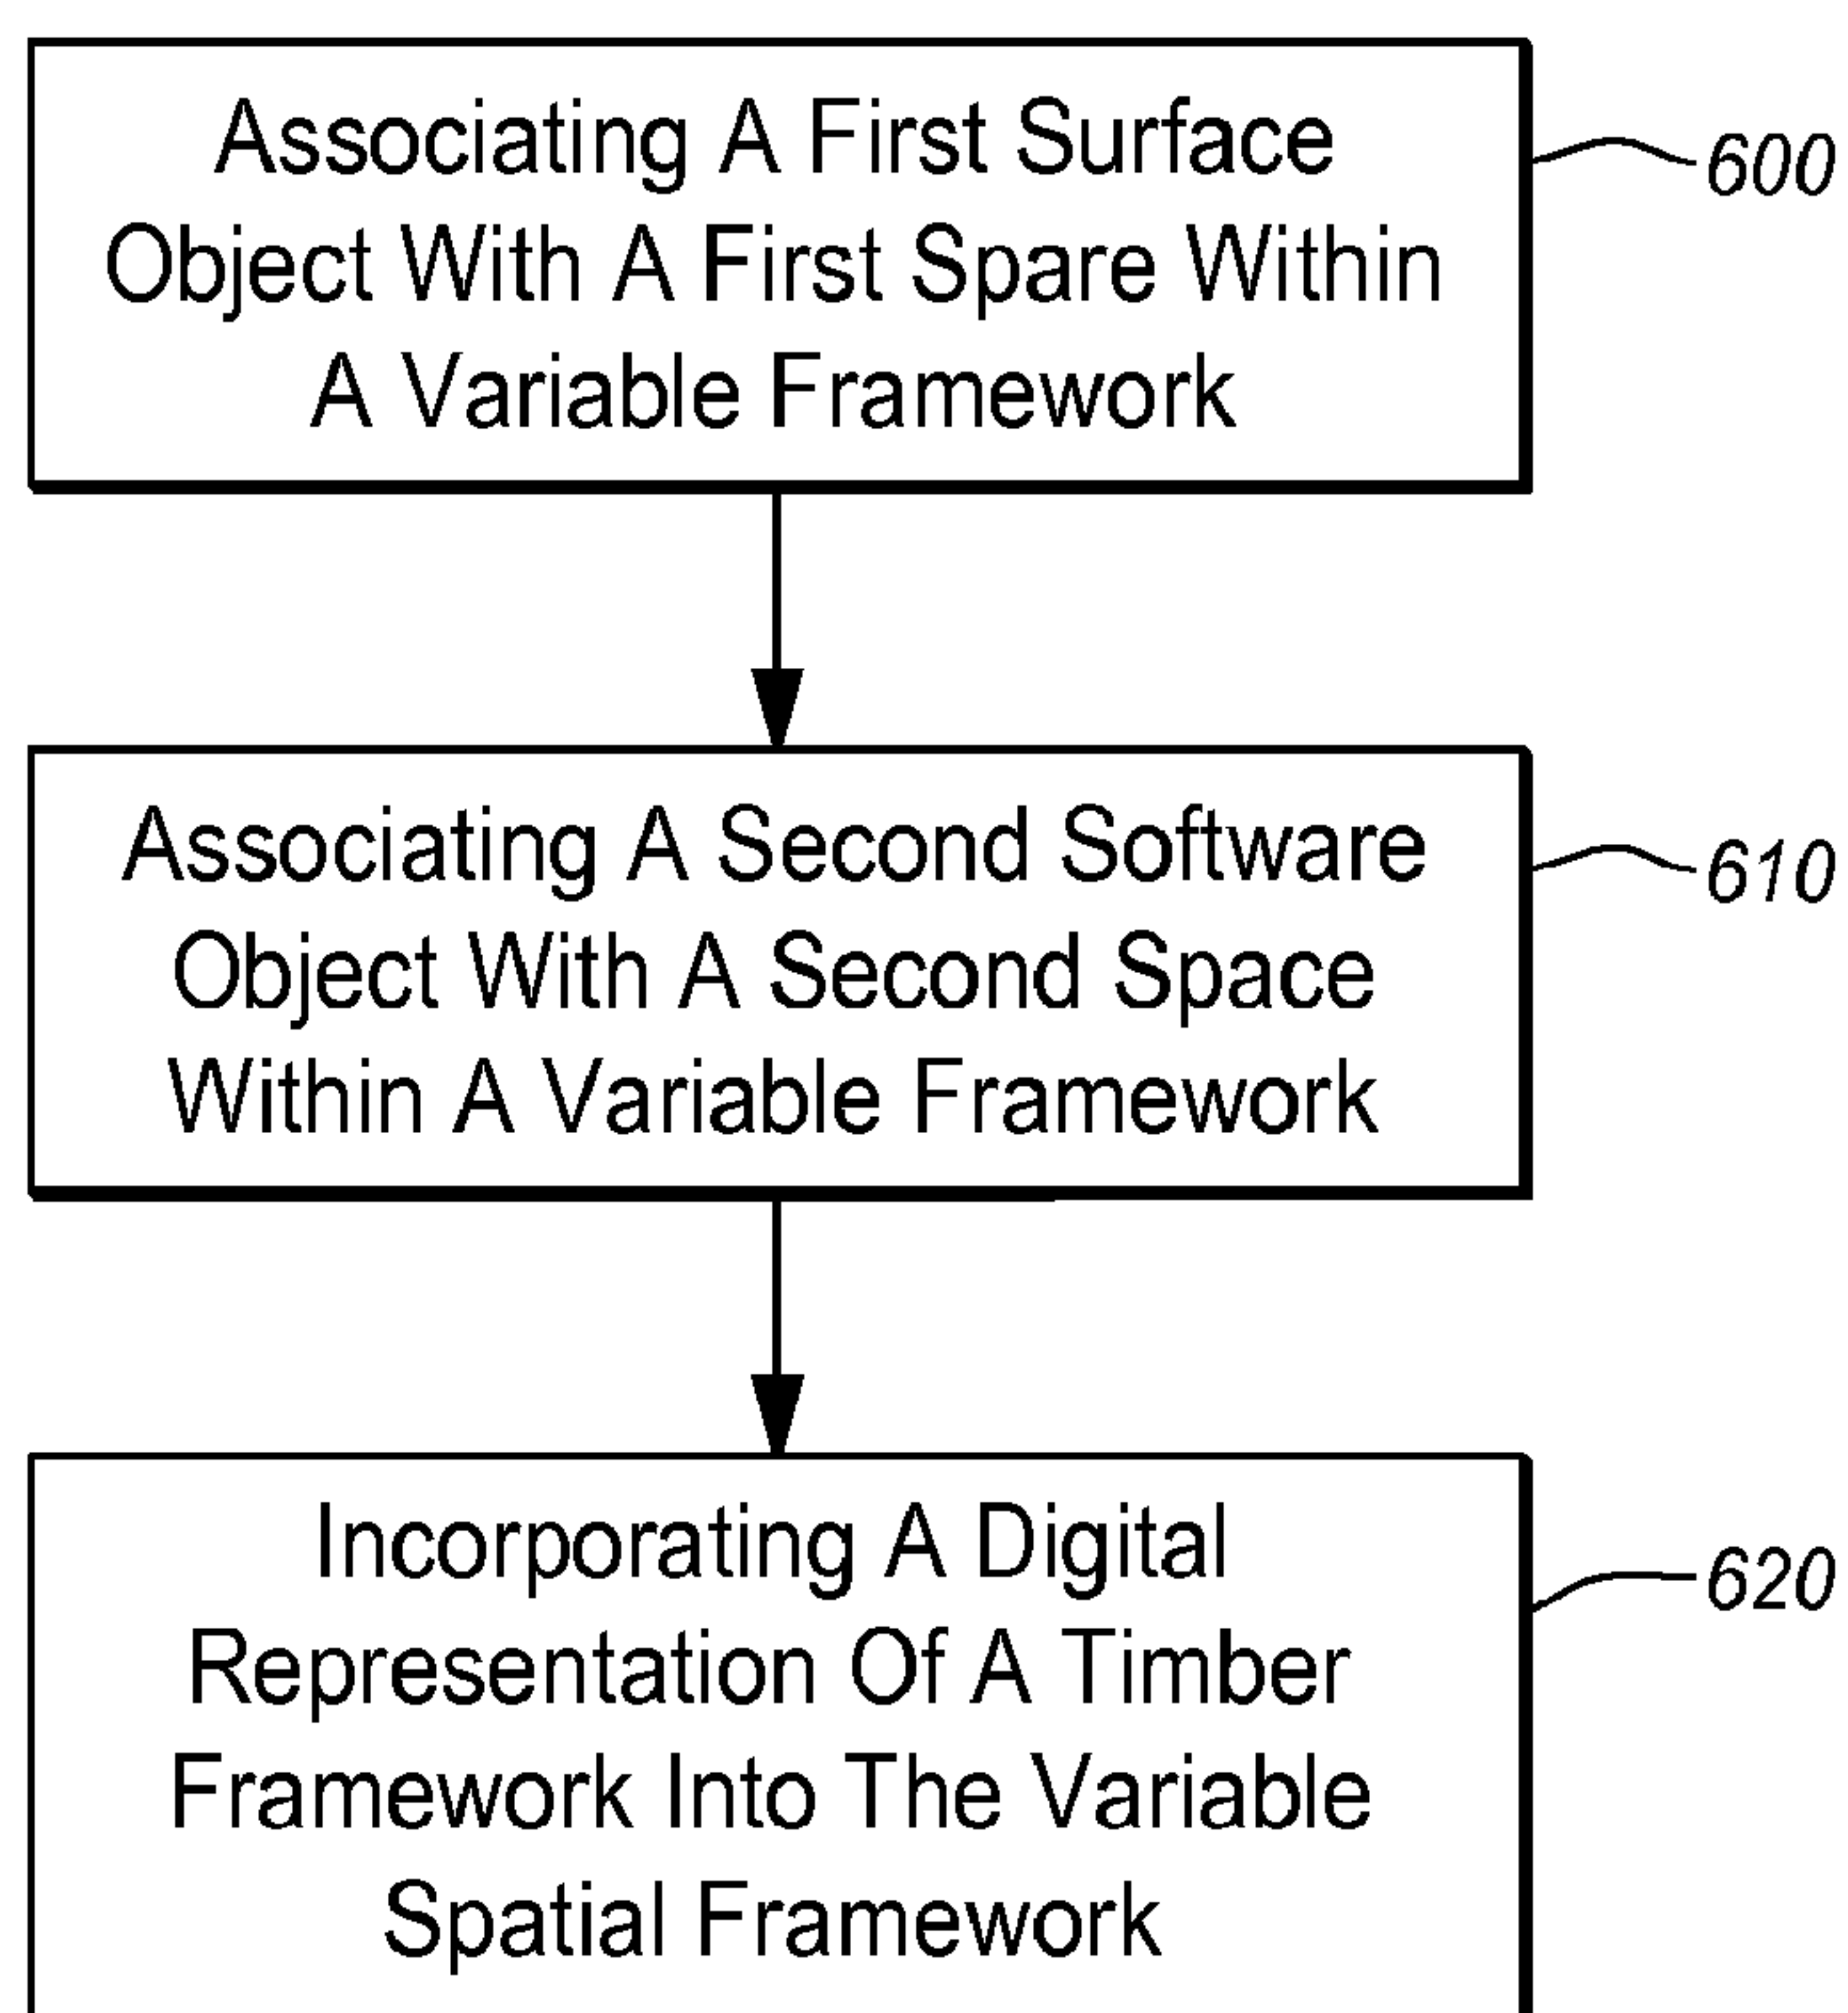 Associating A First Surface
Object With A First Spare Within
A Variable Framework
600
Associating A Second Software
Object With A Second Space
Within A Variable Framework
610
Incorporating A Digital
Representation Of A Timber
Framework Into The Variable
Spatial Framework
620